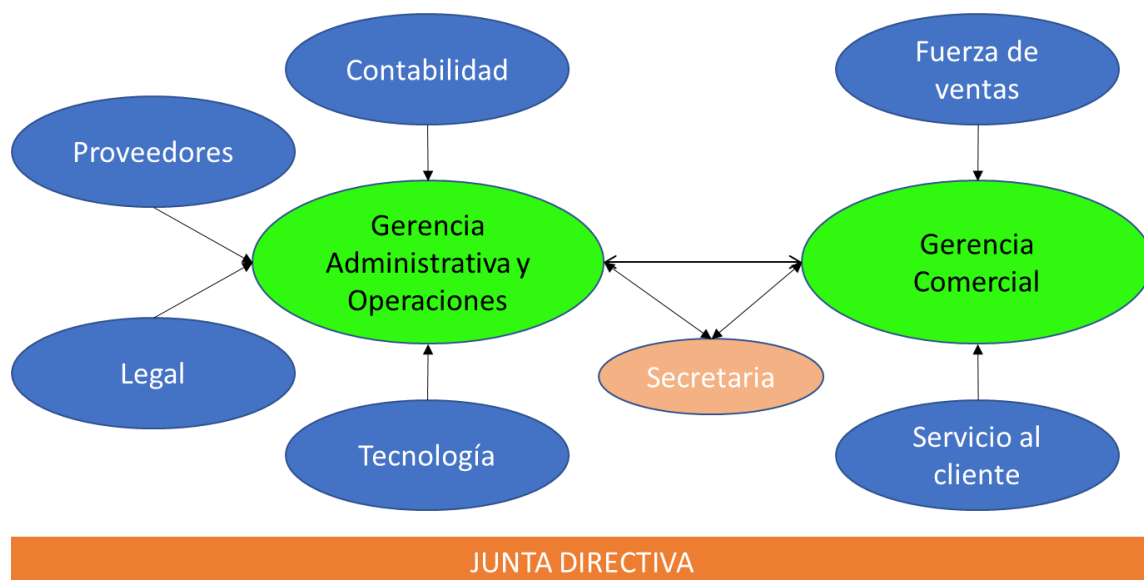 Contabilidad
Fuerza de
ventas
Proveedores
Gerencia
Administrativa y
Operaciones
Gerencia
Comercial
Legal
Secretaria
Tecnología
Servicio al
cliente
JUNTA DIRECTIVA